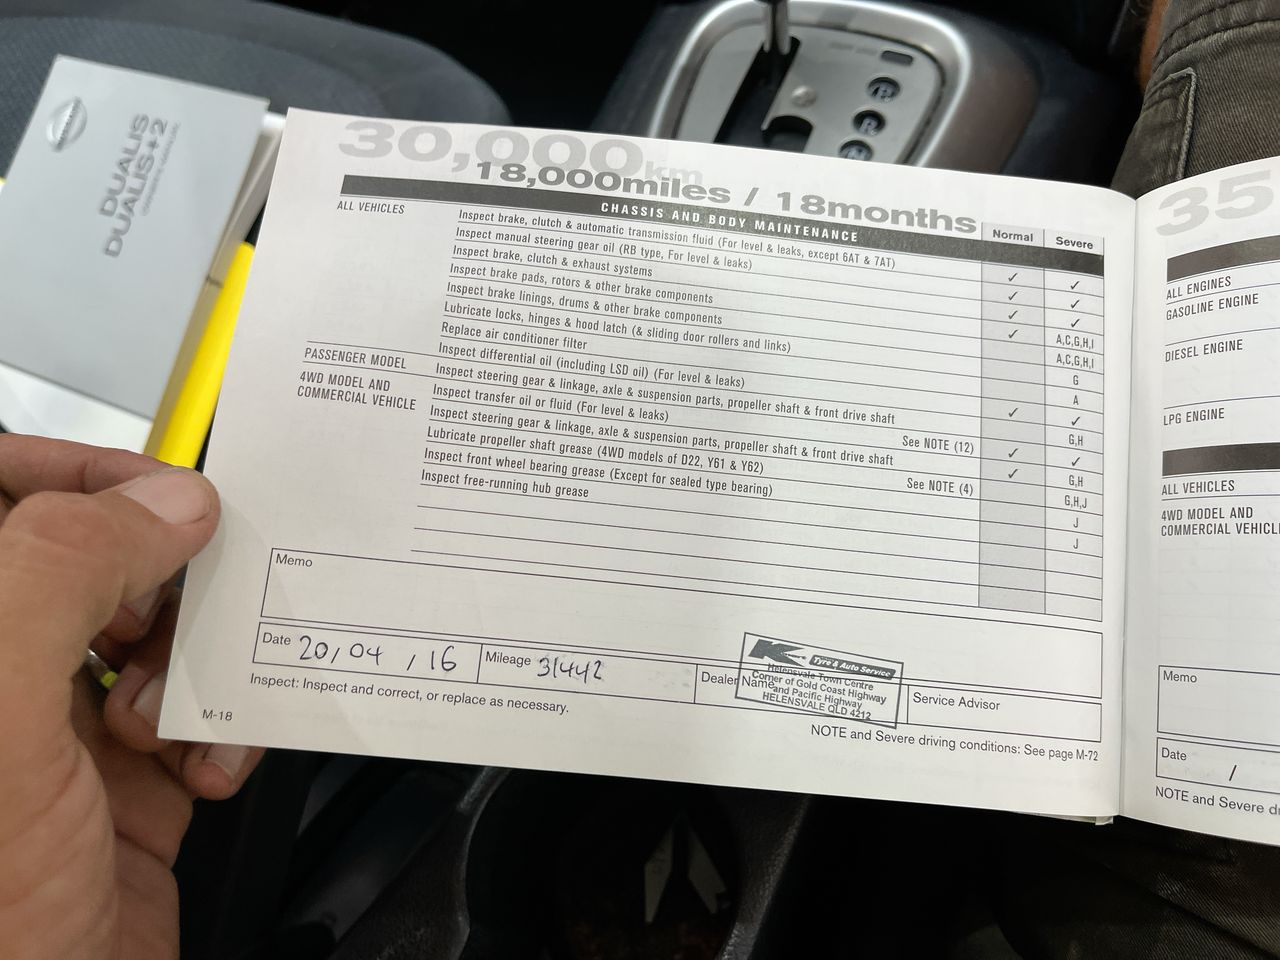 DUALIS
DUALIS+2
OWNER'S MANUAL
P
R
30,000km
18,000miles / 18months
CHASSIS AND BODY MAINTENANCE
Normal
Severe
ALL VEHICLES
Inspect brake, clutch & automatic transmission fluid (For level & leaks, except 6AT & 7AT) ✓ ✓
Inspect manual steering gear oil (RB type, For level & leaks) ✓ ✓
Inspect brake, clutch & exhaust systems ✓ ✓
Inspect brake pads, rotors & other brake components ✓ A,C,G,H,I
Inspect brake linings, drums & other brake components A,C,G,H,I
Lubricate locks, hinges & hood latch (& sliding door rollers and links) G
Replace air conditioner filter A
Inspect differential oil (including LSD oil) (For level & leaks) ✓ ✓
PASSENGER MODEL
Inspect steering gear & linkage, axle & suspension parts, propeller shaft & front drive shaft G,H
4WD MODEL AND
COMMERCIAL VEHICLE
Inspect transfer oil or fluid (For level & leaks) See NOTE (12) ✓ ✓
Inspect steering gear & linkage, axle & suspension parts, propeller shaft & front drive shaft ✓ G,H
Lubricate propeller shaft grease (4WD models of D22, Y61 & Y62) See NOTE (4) G,H,J
Inspect front wheel bearing grease (Except for sealed type bearing) J
Inspect free-running hub grease J
Memo
Date 20/04/16
Mileage 31442
Dealer Name
K
Tyre & Auto Service
Helensvale Town Centre
Corner of Gold Coast Highway
and Pacific Highway
HELENSVALE QLD 4212
Service Advisor
Inspect: Inspect and correct, or replace as necessary.
NOTE and Severe driving conditions: See page M-72
M-18
35
ALL ENGINES
GASOLINE ENGINE
DIESEL ENGINE
LPG ENGINE
ALL VEHICLES
4WD MODEL AND
COMMERCIAL VEHICL
Memo
Date /
NOTE and Severe d